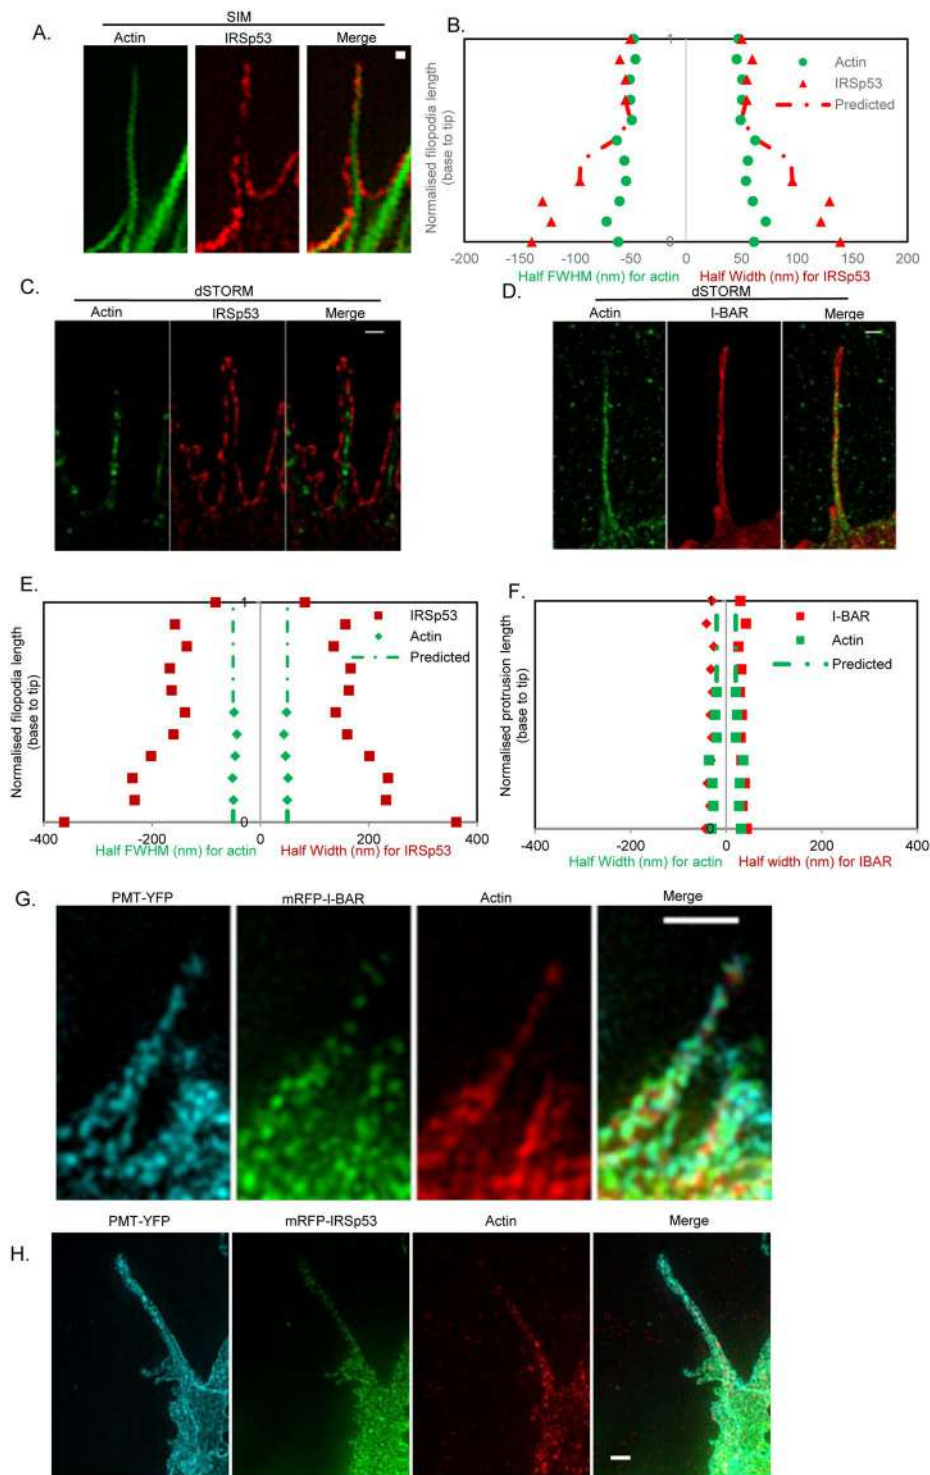 SIM
A.
Actin
IRSp53
Merge
B.
Normalised filopodia length
(base to tip)
1
Actin
IRSp53
Predicted
0
-200
-150
-100
-50
0
50
100
150
200
Half FWHM (nm) for actin
Half Width (nm) for IRSp53
C.
dSTORM
Actin
IRSp53
Merge
D.
dSTORM
Actin
I-BAR
Merge
E.
Normalised filopodia length
(base to tip)
1
IRSp53
Actin
Predicted
0
-400
-200
0
200
400
Half FWHM (nm) for actin
Half Width (nm) for IRSp53
F.
Normalised protrusion length
(base to tip)
1
I-BAR
Actin
Predicted
0
-400
-200
0
200
400
Half Width (nm) for actin
Half width (nm) for IBAR
G.
PMT-YFP
mRFP-I-BAR
Actin
Merge
H.
PMT-YFP
mRFP-IRSp53
Actin
Merge